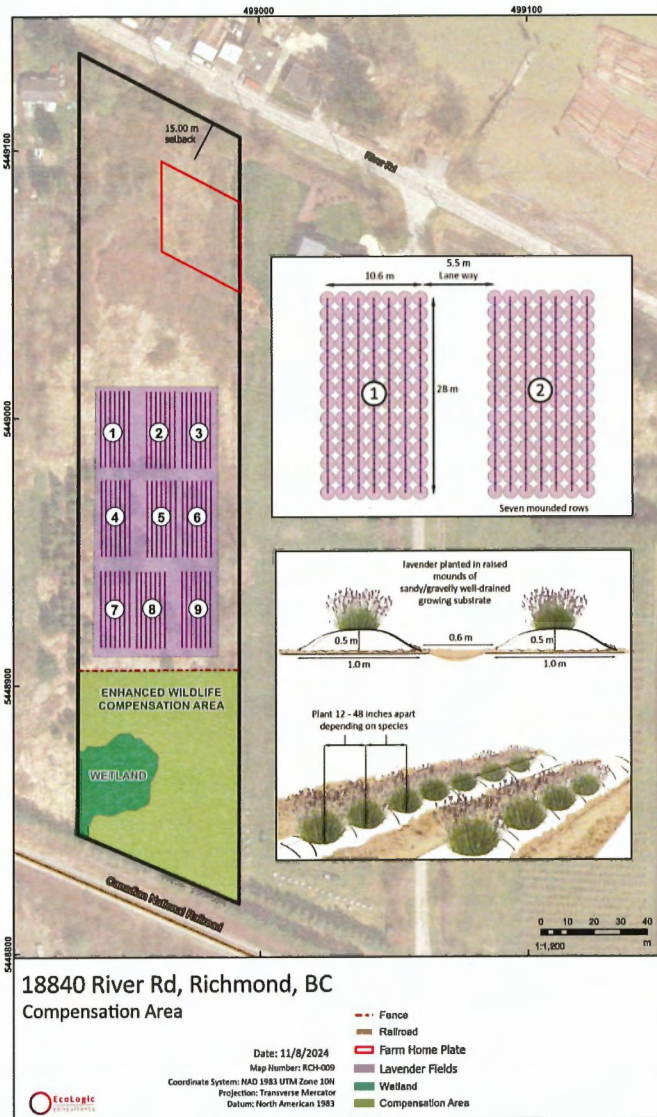 499000
499100
15.00 m
setback
River Rd
5449100
5.5 m
10.6 m
Lane way
1
28 m
2
Seven mounded rows
5449000
1
2
3
4
5
6
7
8
9
lavender planted in raised
mounds of
sandy/gravelly well-drained
growing substrate
0.5 m
0.6 m
0.5 m
1.0 m
1.0 m
5448900
ENHANCED WILDLIFE
COMPENSATION AREA
WETLAND
Plant 12 - 48 inches apart
depending on species
Canadian National Railroad
0 10 20 30 40
1:1,200
m
5448800
18840 River Rd, Richmond, BC
Compensation Area
Date: 11/8/2024
Map Number: RCH-009
Coordinate System: NAD 1983 UTM Zone 10N
Projection: Transverse Mercator
Datum: North American 1983
Fence
Railroad
Farm Home Plate
Lavender Fields
Wetland
Compensation Area
EcoLogic
consultants